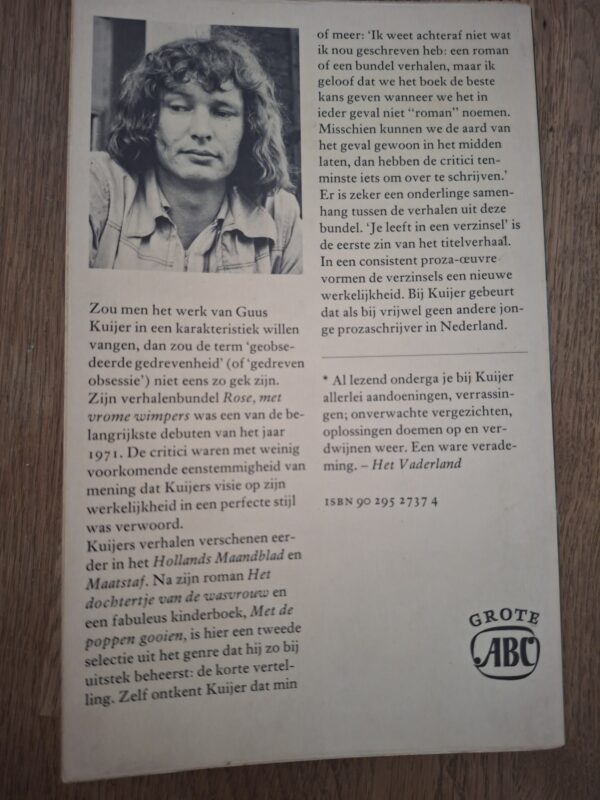 Zou men het werk van Guus
Kuijer in een karakteristiek willen
vangen, dan zou de term ‘geobse-
deerde gedrevenheid’ (of ‘gedreven
obsessie’) niet eens zo gek zijn.
Zijn verhalenbundel Rose, met
vrome wimpers was een van de be-
langrijkste debuten van het jaar
1971. De critici waren met weinig
voorkomende eenstemmigheid van
mening dat Kuijers visie op zijn
werkelijkheid in een perfecte stijl
was verwoord.
Kuijers verhalen verschenen eer-
der in het Hollands Maandblad en
Maatstaf. Na zijn roman Het
dochtertje van de wasvrouw en
een fabuleus kinderboek, Met de
poppen gooien, is hier een tweede
selectie uit het genre dat hij zo bij
uitstek beheerst: de korte vertel-
ling. Zelf ontkent Kuijer dat min
of meer: ‘Ik weet achteraf niet wat
ik nou geschreven heb: een roman
of een bundel verhalen, maar ik
geloof dat we het boek de beste
kans geven wanneer we het in
ieder geval niet “roman” noemen.
Misschien kunnen we de aard van
het geval gewoon in het midden
laten, dan hebben de critici ten-
minste iets om over te schrijven.’
Er is zeker een onderlinge samen-
hang tussen de verhalen uit deze
bundel. ‘Je leeft in een verzinsel’ is
de eerste zin van het titelverhaal.
In een consistent proza-œuvre
vormen de verzinsels een nieuwe
werkelijkheid. Bij Kuijer gebeurt
dat als bij vrijwel geen andere jon-
ge prozaschrijver in Nederland.
* Al lezend onderga je bij Kuijer
allerlei aandoeningen, verrassin-
gen; onverwachte vergezichten,
oplossingen doemen op en ver-
dwijnen weer. Een ware verade-
ming. – Het Vaderland
ISBN 90 295 2737 4
GROTE
ABC